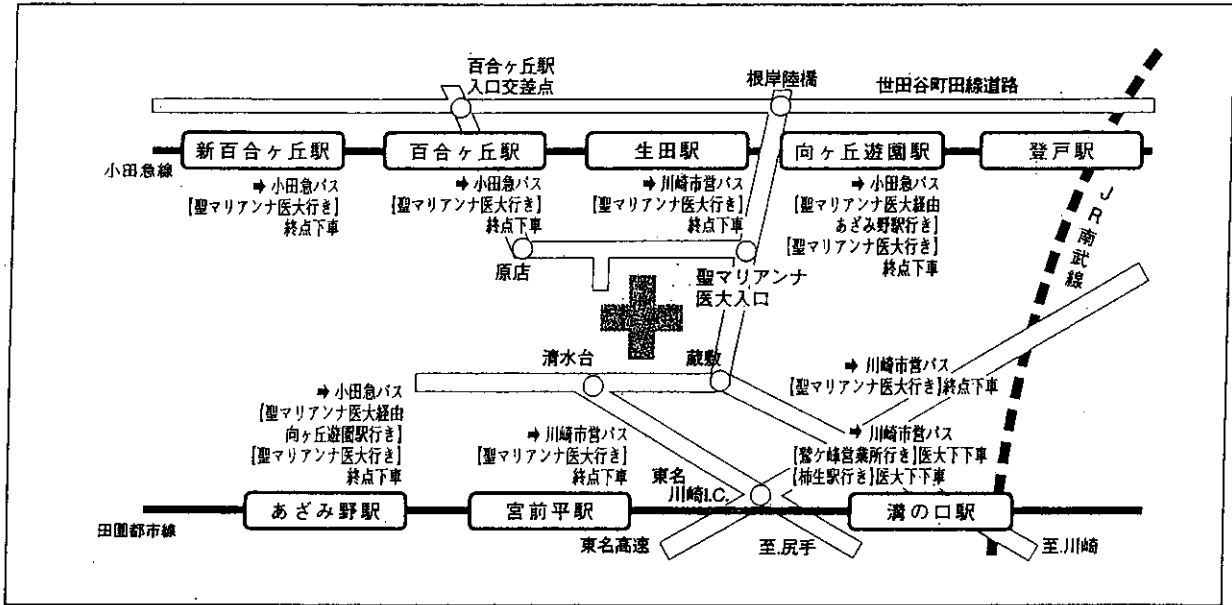 百合ヶ丘駅
入口交差点
根岸陸橋
世田谷町田線道路
小田急線
新百合ヶ丘駅
百合ヶ丘駅
生田駅
向ヶ丘遊園駅
登戸駅
➡ 小田急バス
【聖マリアンナ医大行き】
終点下車
➡ 小田急バス
【聖マリアンナ医大行き】
終点下車
➡ 川崎市営バス
【聖マリアンナ医大行き】
終点下車
➡ 小田急バス
【聖マリアンナ医大経由
あざみ野駅行き】
【聖マリアンナ医大行き】
終点下車
JR南武線
原店
聖マリアンナ
医大入口
清水台
蔵敷
➡ 川崎市営バス
【聖マリアンナ医大行き】終点下車
➡ 小田急バス
【聖マリアンナ医大経由
向ヶ丘遊園駅行き】
【聖マリアンナ医大行き】
終点下車
➡ 川崎市営バス
【聖マリアンナ医大行き】
終点下車
➡ 川崎市営バス
【鷲ケ峰営業所行き】医大下下車
【柿生駅行き】医大下下車
東名
川崎I.C.
田園都市線
あざみ野駅
宮前平駅
溝の口駅
東名高速
至.尻手
至.川崎